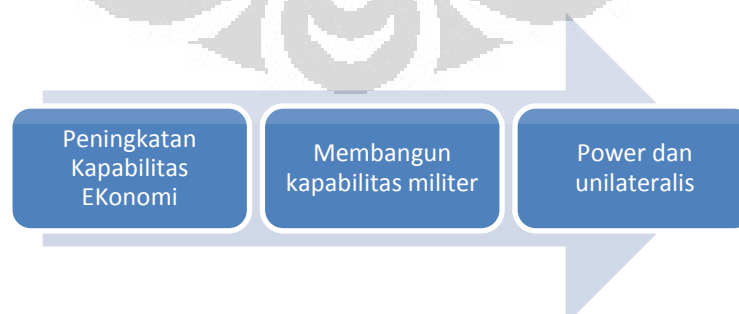 Peningkatan
Kapabilitas
EKonomi
Membangun
kapabilitas militer
Power dan
unilateralis